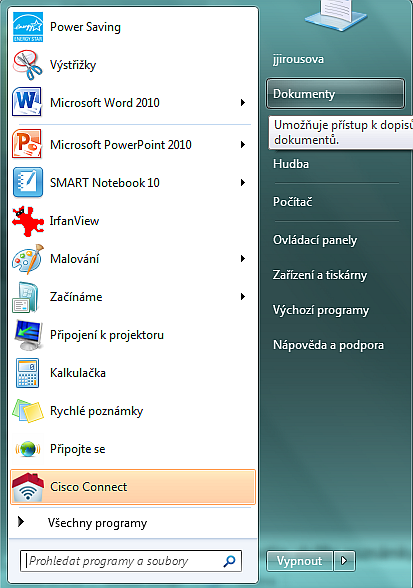 Power Saving
Výstřižky
Microsoft Word 2010
Microsoft PowerPoint 2010
SMART Notebook 10
IrfanView
Malování
Začínáme
Připojení k projektoru
Kalkulačka
Rychlé poznámky
Připojte se
Cisco Connect
Všechny programy
Prohledat programy a soubory
jjirousova
Dokumenty
Umožňuje přístup k dopisů
dokumentů.
Hudba
Počítač
Ovládací panely
Zařízení a tiskárny
Výchozí programy
Nápověda a podpora
Vypnout